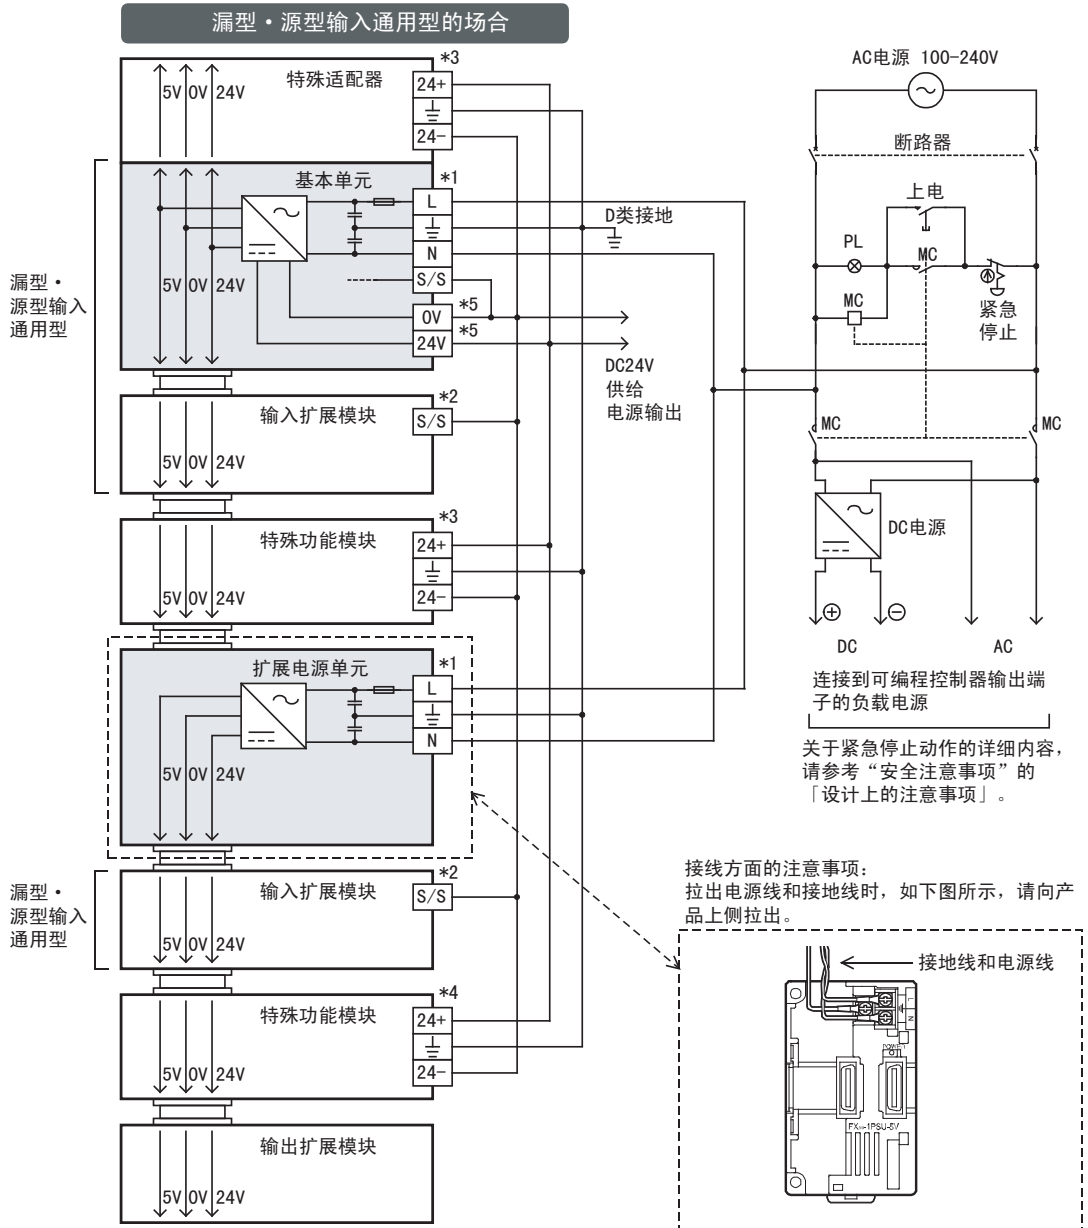 漏型・源型输入通用型的场合
*3
特殊适配器
5V 0V 24V
24+
24-
基本单元
*1
L
N
S/S
*5
0V
*5
24V
5V 0V 24V
漏型・
源型输入
通用型
D类接地
DC24V
供给
电源输出
*2
输入扩展模块
S/S
5V 0V 24V
*3
特殊功能模块
24+
24-
5V 0V 24V
*1
扩展电源单元
L
N
5V 0V 24V
漏型・
源型输入
通用型
*2
输入扩展模块
S/S
5V 0V 24V
*4
特殊功能模块
24+
24-
5V 0V 24V
输出扩展模块
5V 0V 24V
AC电源 100-240V
断路器
上电
PL
MC
MC
紧急
停止
MC
MC
DC电源
DC
AC
连接到可编程控制器输出端
子的负载电源
关于紧急停止动作的详细内容，
请参考“安全注意事项”的
「设计上的注意事项」。
接线方面的注意事项：
拉出电源线和接地线时，如下图所示，请向产
品上侧拉出。
接地线和电源线
L
N
POWER
FX3U-1PSU-5V